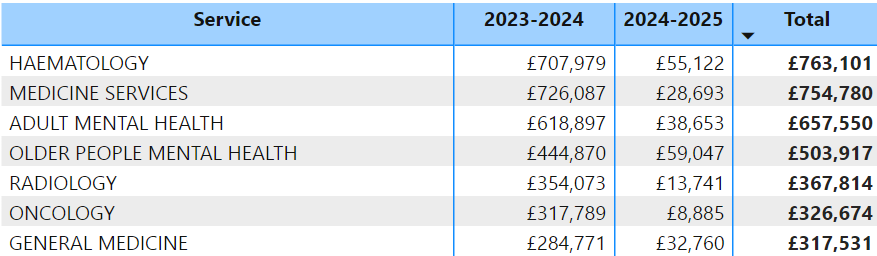 Service 2023-2024 2024-2025 Total
HAEMATOLOGY £707,979 £55,122 £763,101
MEDICINE SERVICES £726,087 £28,693 £754,780
ADULT MENTAL HEALTH £618,897 £38,653 £657,550
OLDER PEOPLE MENTAL HEALTH £444,870 £59,047 £503,917
RADIOLOGY £354,073 £13,741 £367,814
ONCOLOGY £317,789 £8,885 £326,674
GENERAL MEDICINE £284,771 £32,760 £317,531